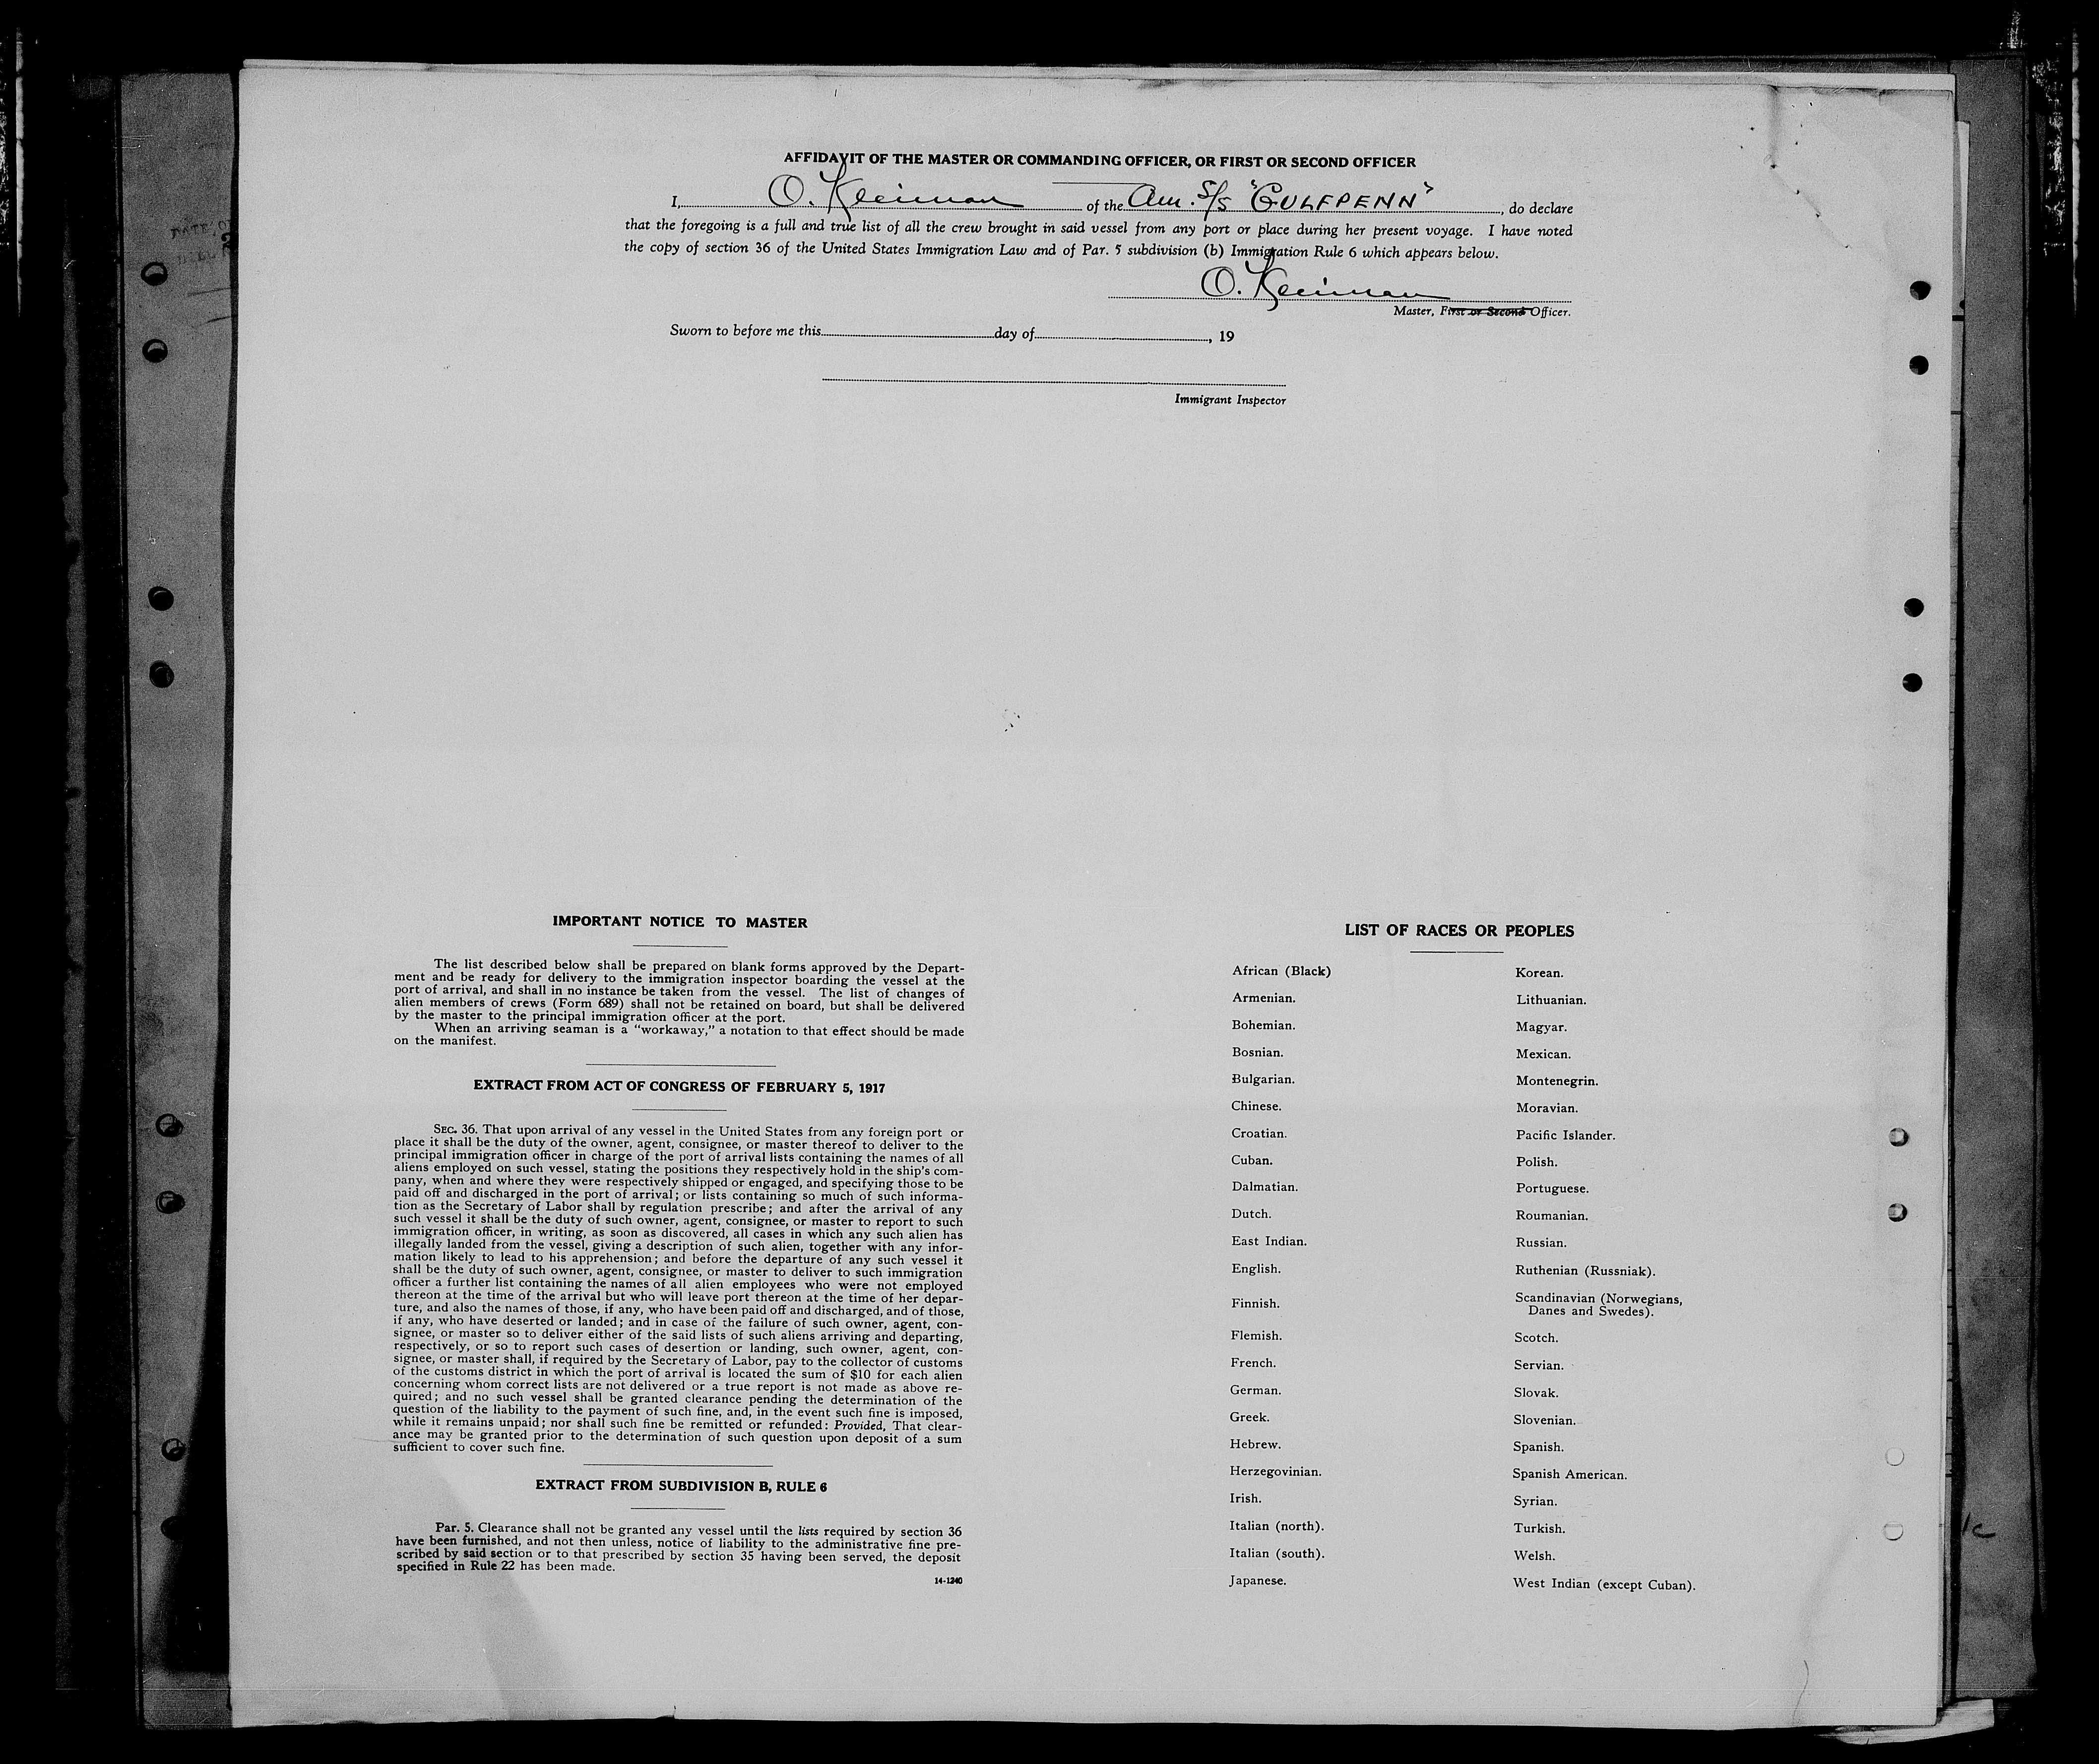 AFFIDAVIT OF THE MASTER OR COMMANDING OFFICER, OR FIRST OR SECOND OFFICER
I, O. Kleiman of the Am. S/S "GULFPENN", do declare
that the foregoing is a full and true list of all the crew brought in said vessel from any port or place during her present voyage. I have noted
the copy of section 36 of the United States Immigration Law and of Par. 5 subdivision (b) Immigration Rule 6 which appears below.
O. Kleiman
Master, First or Second Officer.
Sworn to before me this day of , 19
Immigrant Inspector
IMPORTANT NOTICE TO MASTER
The list described below shall be prepared on blank forms approved by the Depart-
ment and be ready for delivery to the immigration inspector boarding the vessel at the
port of arrival, and shall in no instance be taken from the vessel. The list of changes of
alien members of crews (Form 689) shall not be retained on board, but shall be delivered
by the master to the principal immigration officer at the port.
When an arriving seaman is a "workaway," a notation to that effect should be made
on the manifest.
EXTRACT FROM ACT OF CONGRESS OF FEBRUARY 5, 1917
SEC. 36. That upon arrival of any vessel in the United States from any foreign port or
place it shall be the duty of the owner, agent, consignee, or master thereof to deliver to the
principal immigration officer in charge of the port of arrival lists containing the names of all
aliens employed on such vessel, stating the positions they respectively hold in the ship's com-
pany, when and where they were respectively shipped or engaged, and specifying those to be
paid off and discharged in the port of arrival; or lists containing so much of such informa-
tion as the Secretary of Labor shall by regulation prescribe; and after the arrival of any
such vessel it shall be the duty of such owner, agent, consignee, or master to report to such
immigration officer, in writing, as soon as discovered, all cases in which any such alien has
illegally landed from the vessel, giving a description of such alien, together with any infor-
mation likely to lead to his apprehension; and before the departure of any such vessel it
shall be the duty of such owner, agent, consignee, or master to deliver to such immigration
officer a further list containing the names of all alien employees who were not employed
thereon at the time of the arrival but who will leave port thereon at the time of her depar-
ture, and also the names of those, if any, who have been paid off and discharged, and of those,
if any, who have deserted or landed; and in case of the failure of such owner, agent, con-
signee, or master so to deliver either of the said lists of such aliens arriving and departing,
respectively, or so to report such cases of desertion or landing, such owner, agent, con-
signee, or master shall, if required by the Secretary of Labor, pay to the collector of customs
of the customs district in which the port of arrival is located the sum of $10 for each alien
concerning whom correct lists are not delivered or a true report is not made as above re-
quired; and no such vessel shall be granted clearance pending the determination of the
question of the liability to the payment of such fine, and, in the event such fine is imposed,
while it remains unpaid; nor shall such fine be remitted or refunded: Provided, That clear-
ance may be granted prior to the determination of such question upon deposit of a sum
sufficient to cover such fine.
EXTRACT FROM SUBDIVISION B, RULE 6
Par. 5. Clearance shall not be granted any vessel until the lists required by section 36
have been furnished, and not then unless, notice of liability to the administrative fine pre-
scribed by said section or to that prescribed by section 35 having been served, the deposit
specified in Rule 22 has been made.
14-1240
LIST OF RACES OR PEOPLES
African (Black)
Armenian.
Bohemian.
Bosnian.
Bulgarian.
Chinese.
Croatian.
Cuban.
Dalmatian.
Dutch.
East Indian.
English.
Finnish.
Flemish.
French.
German.
Greek.
Hebrew.
Herzegovinian.
Irish.
Italian (north).
Italian (south).
Japanese.
Korean.
Lithuanian.
Magyar.
Mexican.
Montenegrin.
Moravian.
Pacific Islander.
Polish.
Portuguese.
Roumanian.
Russian.
Ruthenian (Russniak).
Scandinavian (Norwegians,
Danes and Swedes).
Scotch.
Servian.
Slovak.
Slovenian.
Spanish.
Spanish American.
Syrian.
Turkish.
Welsh.
West Indian (except Cuban).